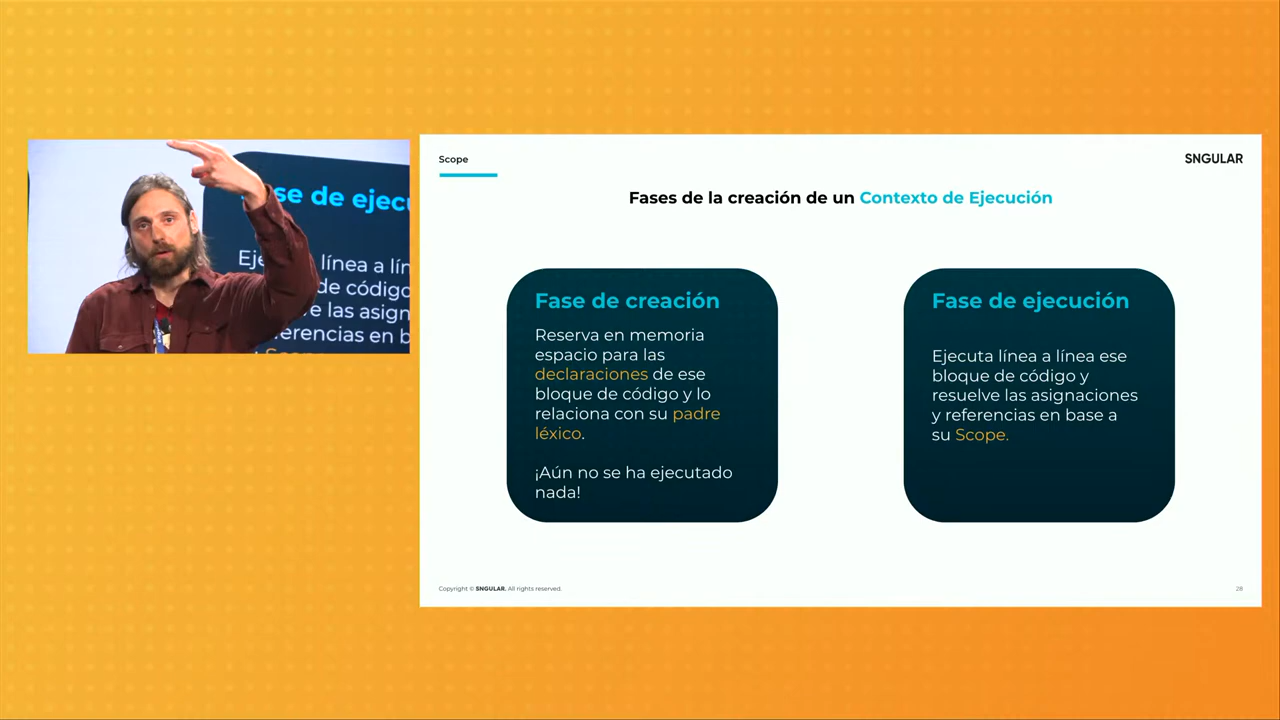 se de ejecu
Eje línea a lín
de código
e las asign
erencias en b
Scope
Scope
SNGULAR
Fases de la creación de un Contexto de Ejecución
Fase de creación
Reserva en memoria
espacio para las
declaraciones de ese
bloque de código y lo
relaciona con su padre
léxico.
¡Aún no se ha ejecutado
nada!
Fase de ejecución
Ejecuta línea a línea ese
bloque de código y
resuelve las asignaciones
y referencias en base a
su Scope.
Copyright © SNGULAR. All rights reserved.
28